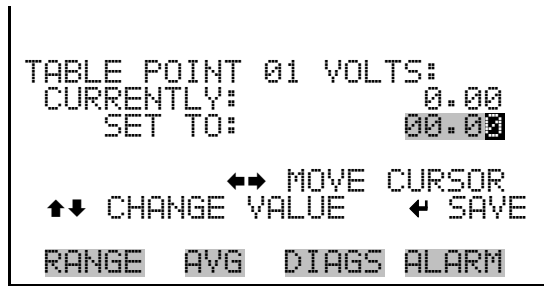 TABLE POINT 01 VOLTS:
CURRENTLY: 0.00
SET TO: 00.00
⬅➡ MOVE CURSOR
⬆⬇ CHANGE VALUE ↵ SAVE
RANGE AVG DIAGS ALARM